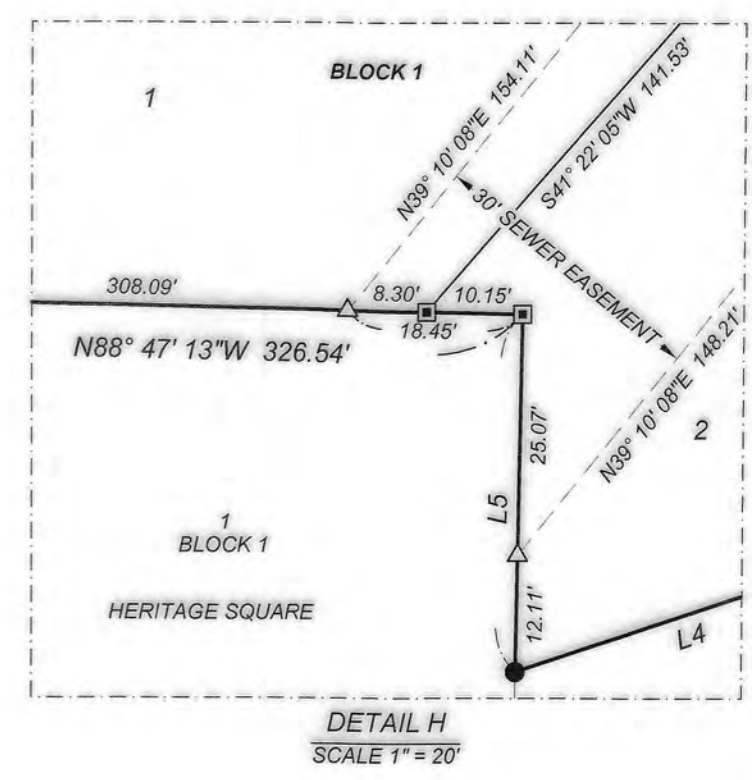 BLOCK 1
1
N39° 10' 08"E 154.11'
S41° 22' 05"W 141.53'
30' SEWER EASEMENT
308.09'
8.30'
10.15'
18.45'
N88° 47' 13"W 326.54'
N39° 10' 08"E 148.21'
2
25.07'
L5
1
BLOCK 1
HERITAGE SQUARE
12.11'
L4
DETAIL H
SCALE 1" = 20'